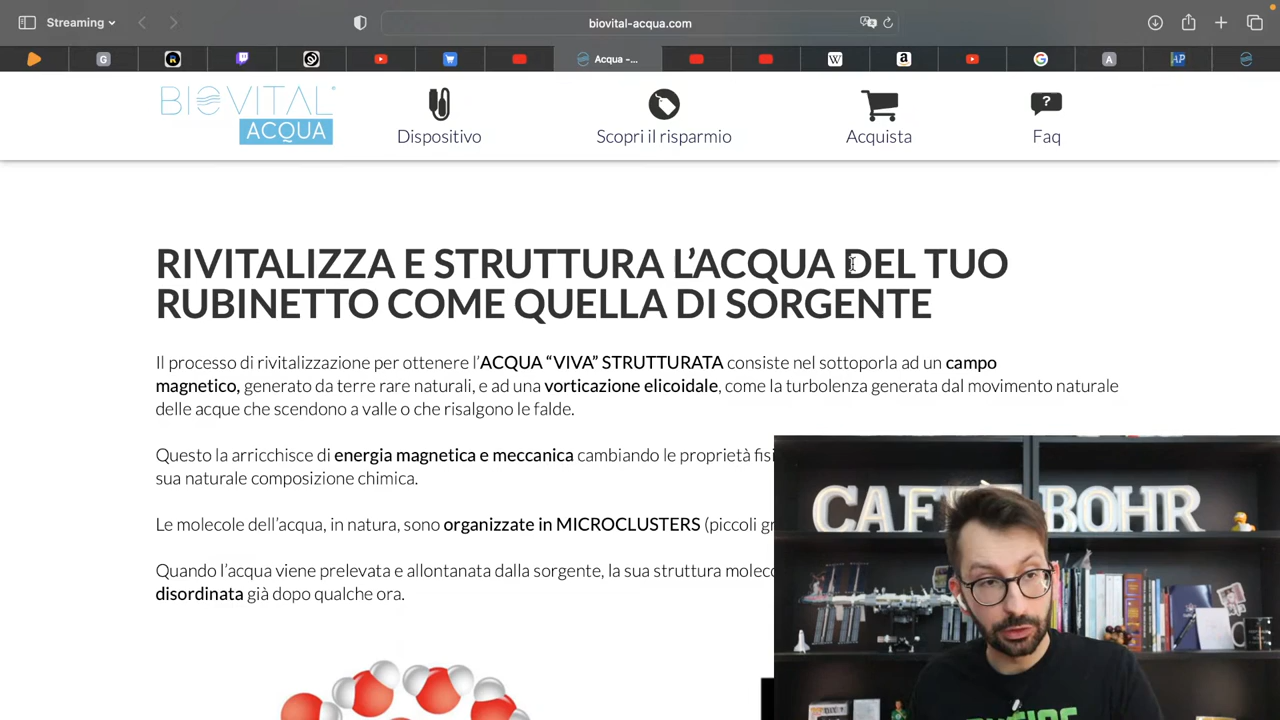 Streaming
biovital-acqua.com
Acqua -...
BIOVITAL
ACQUA
Dispositivo
Scopri il risparmio
Acquista
Faq
RIVITALIZZA E STRUTTURA L’ACQUA DEL TUO
RUBINETTO COME QUELLA DI SORGENTE
Il processo di rivitalizzazione per ottenere l’ACQUA “VIVA” STRUTTURATA consiste nel sottoporla ad un campo
magnetico, generato da terre rare naturali, e ad una vorticazione elicoidale, come la turbolenza generata dal movimento naturale
delle acque che scendono a valle o che risalgono le falde.
Questo la arricchisce di energia magnetica e meccanica cambiando le proprietà
sua naturale composizione chimica.
Le molecole dell’acqua, in natura, sono organizzate in MICROCLUSTERS (piccoli
Quando l’acqua viene prelevata e allontanata dalla sorgente, la sua struttura
disordinata già dopo qualche ora.
BOHR